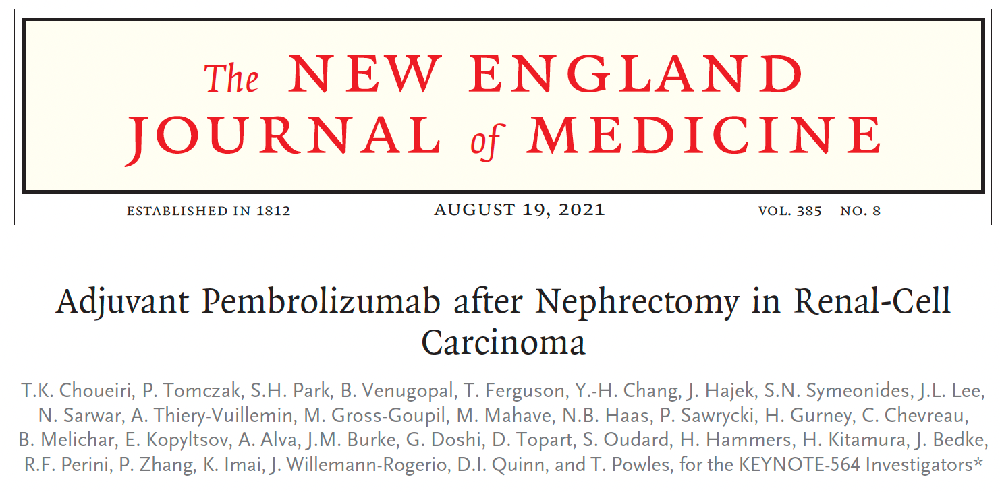 The NEW ENGLAND
JOURNAL of MEDICINE
ESTABLISHED IN 1812 AUGUST 19, 2021 VOL. 385 NO. 8
Adjuvant Pembrolizumab after Nephrectomy in Renal-Cell
Carcinoma
T.K. Choueiri, P. Tomczak, S.H. Park, B. Venugopal, T. Ferguson, Y.-H. Chang, J. Hajek, S.N. Symeonides, J.L. Lee,
N. Sarwar, A. Thiery-Vuillemin, M. Gross-Goupil, M. Mahave, N.B. Haas, P. Sawrycki, H. Gurney, C. Chevreau,
B. Melichar, E. Kopyltsov, A. Alva, J.M. Burke, G. Doshi, D. Topart, S. Oudard, H. Hammers, H. Kitamura, J. Bedke,
R.F. Perini, P. Zhang, K. Imai, J. Willemann-Rogerio, D.I. Quinn, and T. Powles, for the KEYNOTE-564 Investigators*